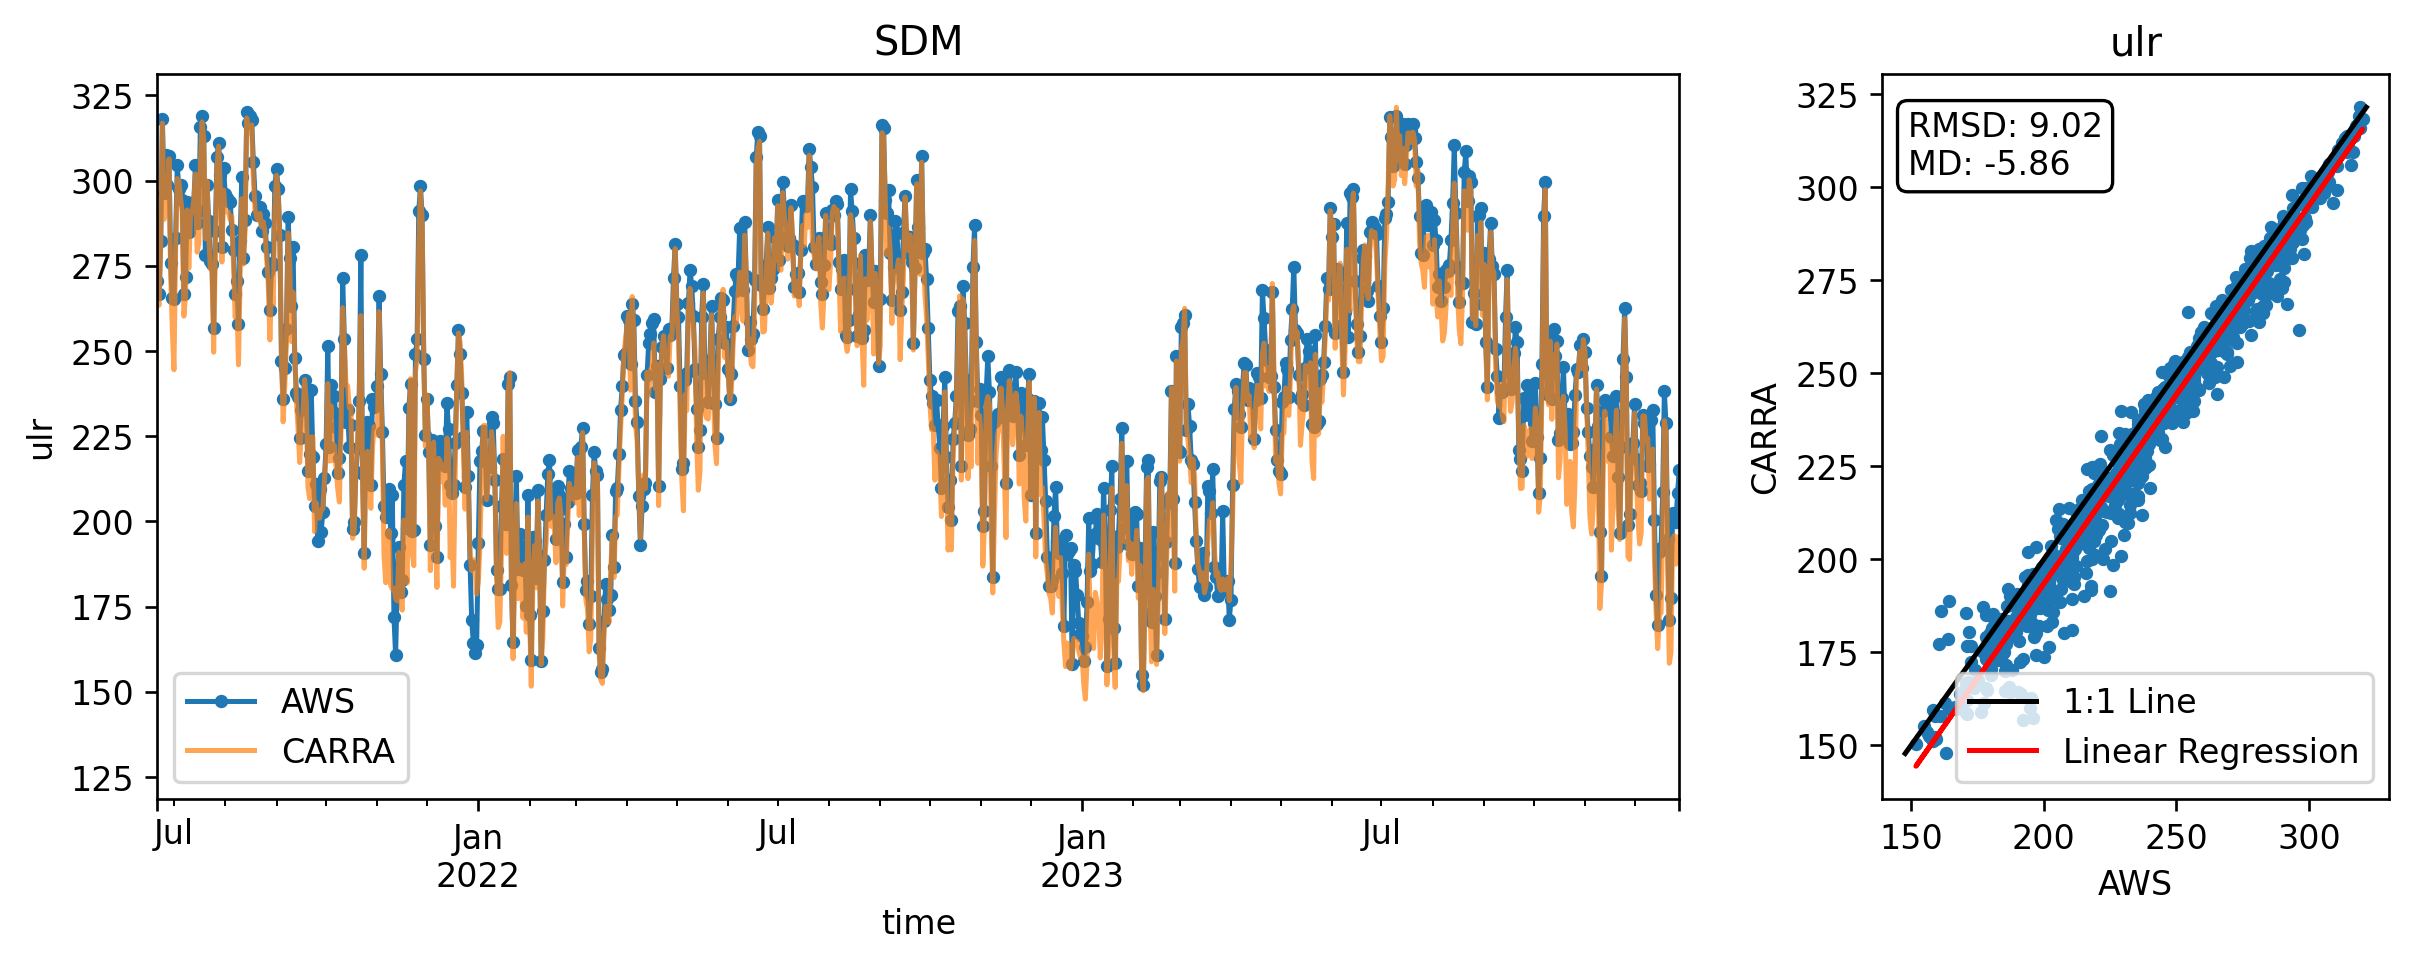 SDM
ulr
325
300
275
250
225
200
175
150
125
AWS
CARRA
Jul
Jan
2022
Jul
Jan
2023
Jul
time
ulr
CARRA
325
300
275
250
225
200
175
150
RMSD: 9.02
MD: -5.86
1:1 Line
Linear Regression
150
200
250
300
AWS